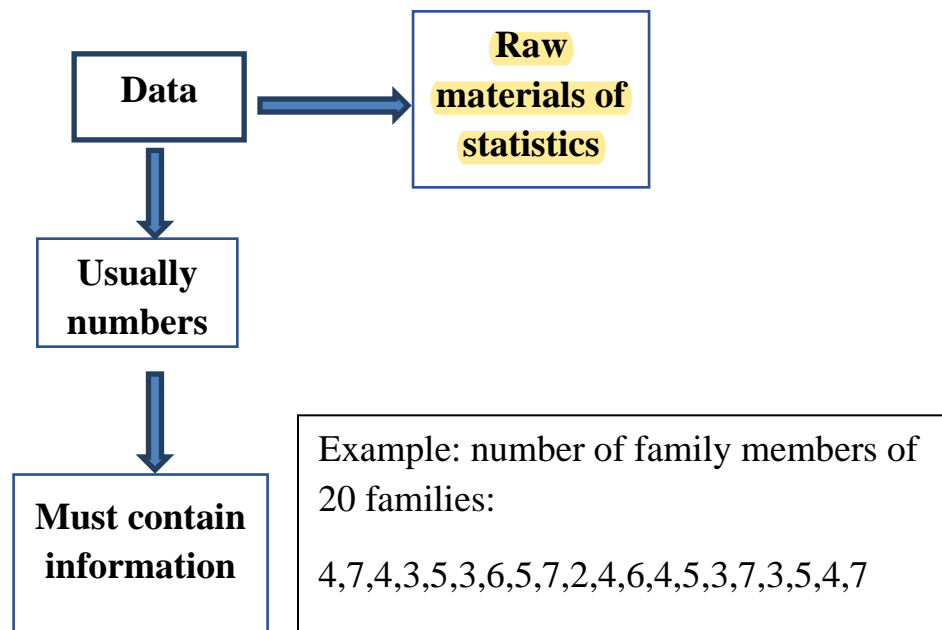 Data
Raw
materials of
statistics
Usually
numbers
Must contain
information
Example: number of family members of
20 families:
4,7,4,3,5,3,6,5,7,2,4,6,4,5,3,7,3,5,4,7